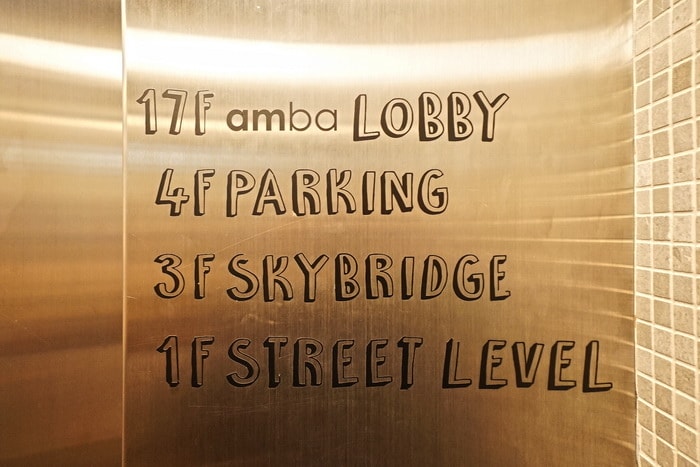 17F amba LOBBY
4F PARKING
3F SKYBRIDGE
1F STREET LEVEL